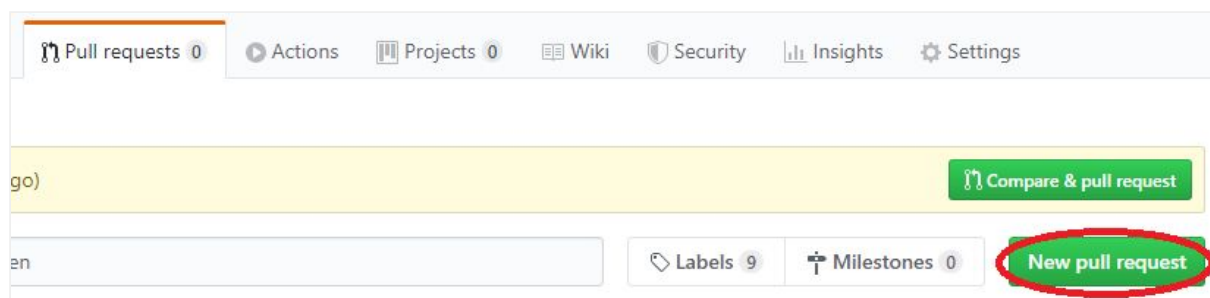 Pull requests 0 Actions Projects 0 Wiki Security Insights Settings
go)
Compare & pull request
en
Labels 9 Milestones 0 New pull request